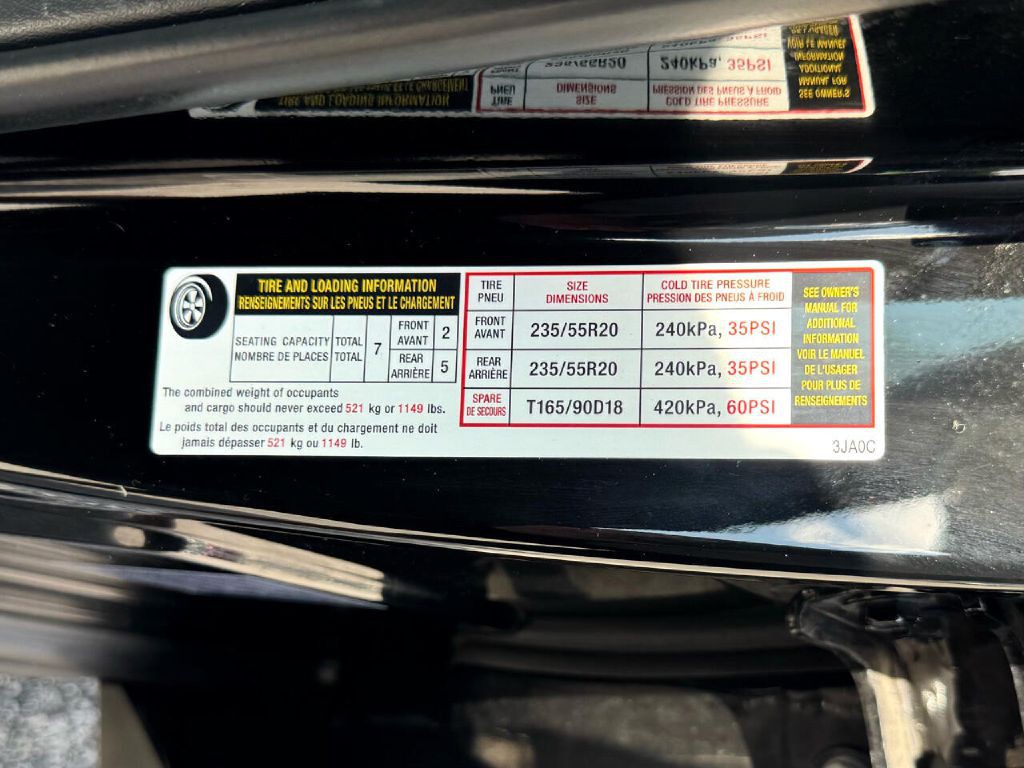 TIRE AND LOADING INFORMATION
RENSEIGNEMENTS SUR LES PNEUS ET LE CHARGEMENT
SEATING CAPACITY TOTAL 7 FRONT 2
NOMBRE DE PLACES TOTAL AVANT
REAR 5
ARRIÈRE
The combined weight of occupants
and cargo should never exceed 521 kg or 1149 lbs.
Le poids total des occupants et du chargement ne doit
jamais dépasser 521 kg ou 1149 lb.
TIRE SIZE COLD TIRE PRESSURE
PNEU DIMENSIONS PRESSION DES PNEUS À FROID
FRONT 235/55R20 240kPa, 35PSI
AVANT
REAR 235/55R20 240kPa, 35PSI
ARRIÈRE
SPARE T165/90D18 420kPa, 60PSI
DE SECOURS
SEE OWNER'S
MANUAL FOR
ADDITIONAL
INFORMATION
VOIR LE MANUEL
DE L'USAGER
POUR PLUS DE
RENSEIGNEMENTS
3JA0C